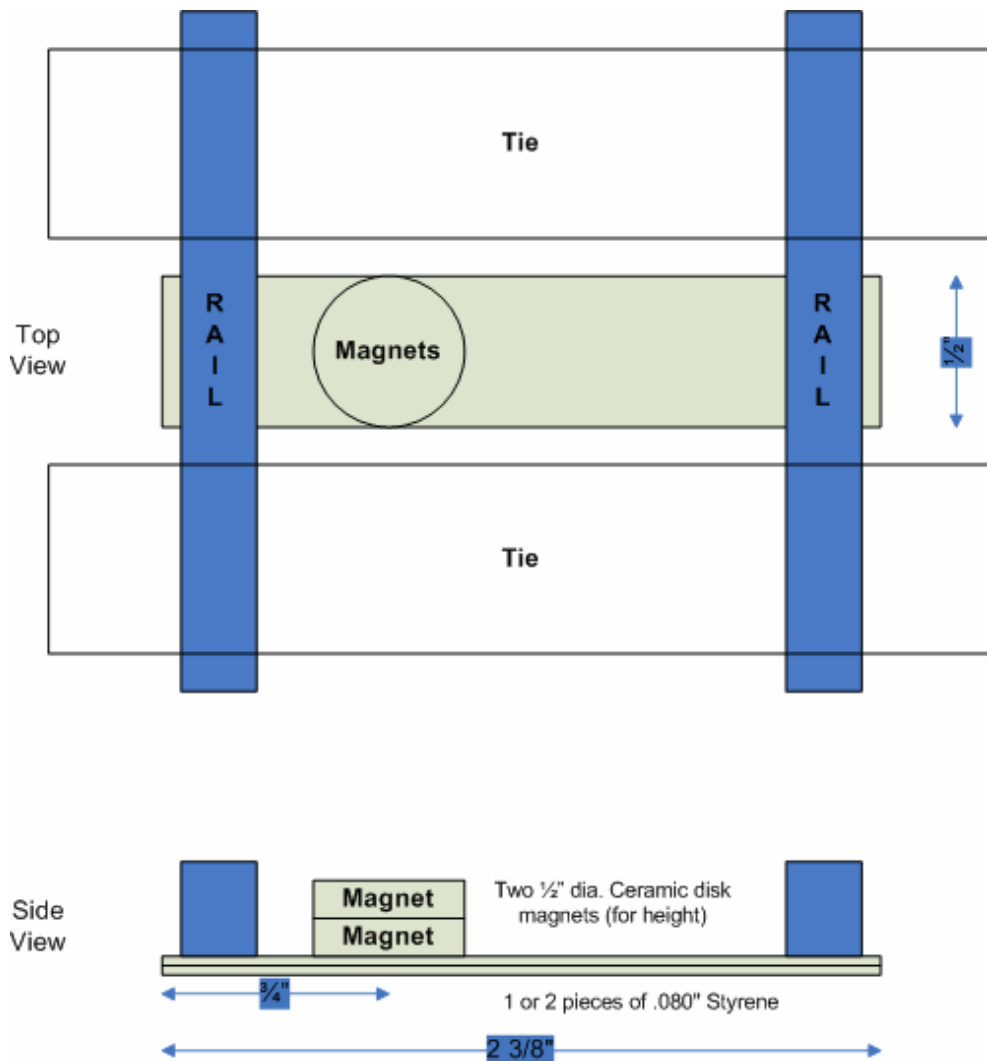 Tie
R
A
I
L
R
A
I
L
Top
View
Magnets
½"
Tie
Side
View
Magnet
Magnet
Two ½" dia. Ceramic disk
magnets (for height)
¾"
1 or 2 pieces of .080" Styrene
2 3/8"